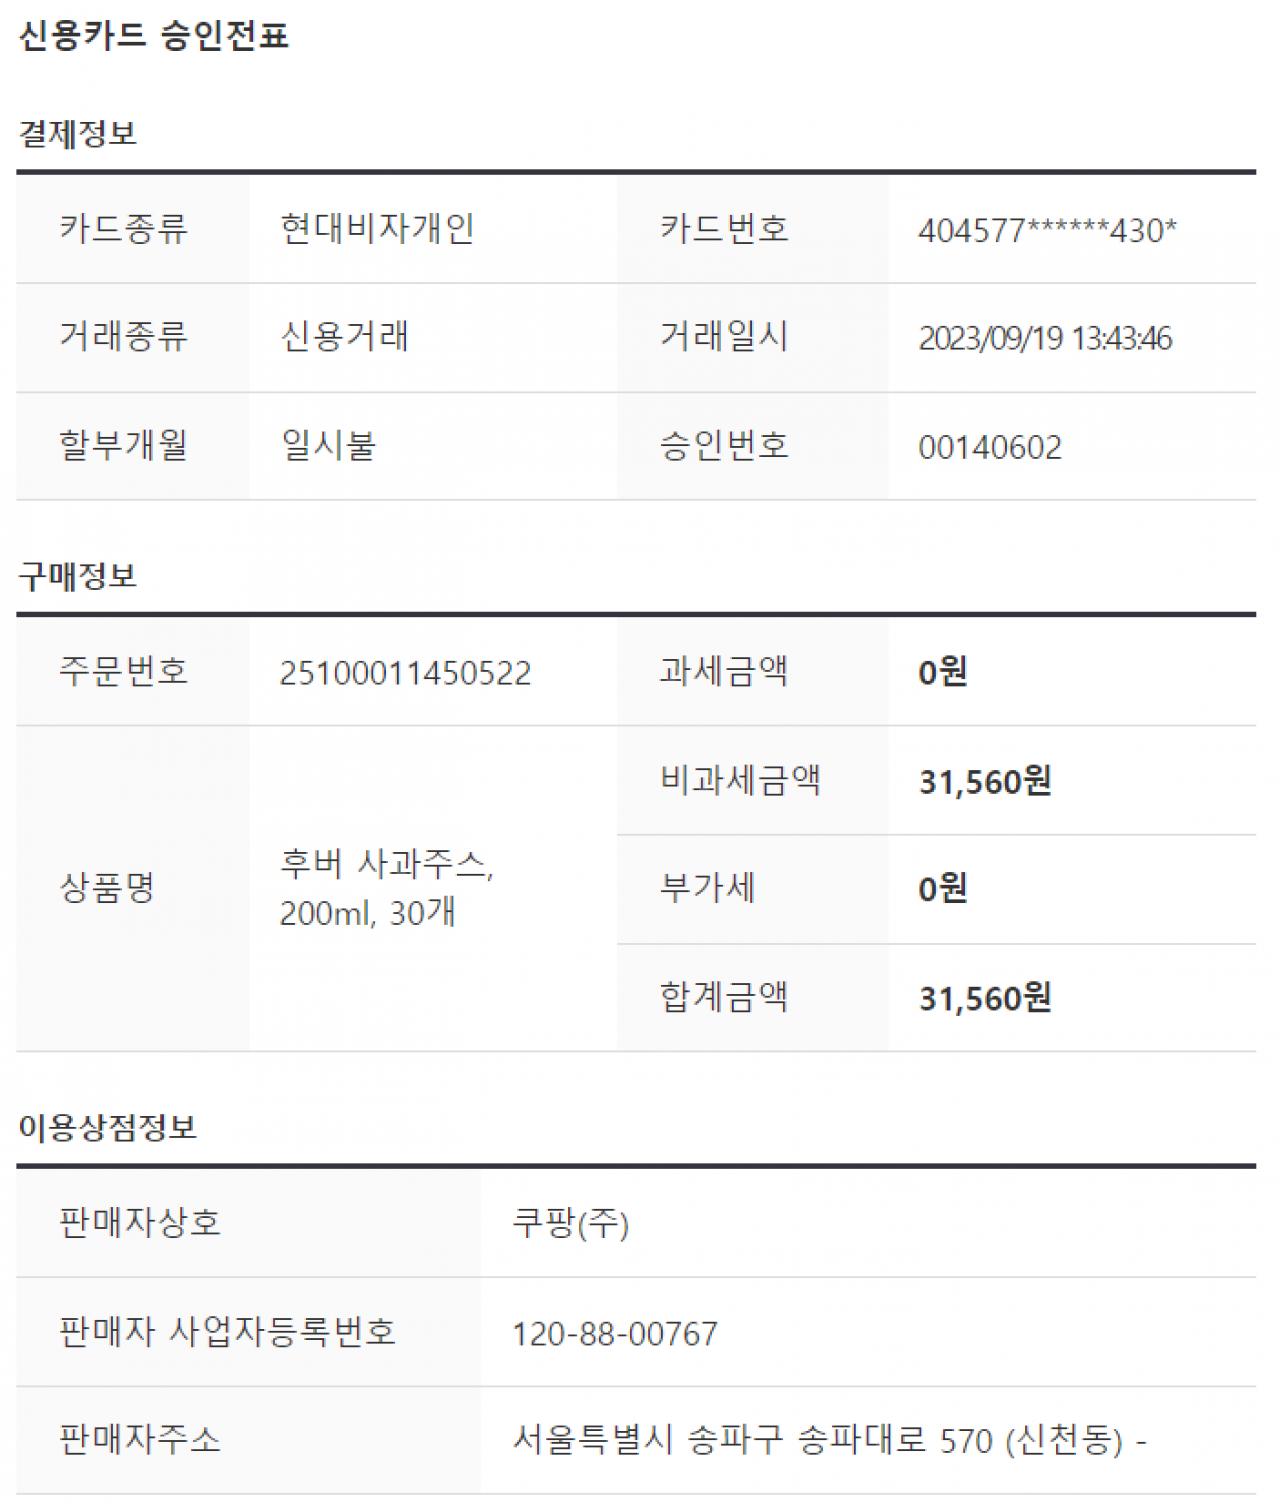 신용카드 승인전표
결제정보
카드종류 현대비자개인 카드번호 404577******430*
거래종류 신용거래 거래일시 2023/09/19 13:43:46
할부개월 일시불 승인번호 00140602
구매정보
주문번호 25100011450522 과세금액 0원
상품명 후버 사과주스,
200ml, 30개
비과세금액 31,560원
부가세 0원
합계금액 31,560원
이용상점정보
판매자상호 쿠팡(주)
판매자 사업자등록번호 120-88-00767
판매자주소 서울특별시 송파구 송파대로 570 (신천동) -